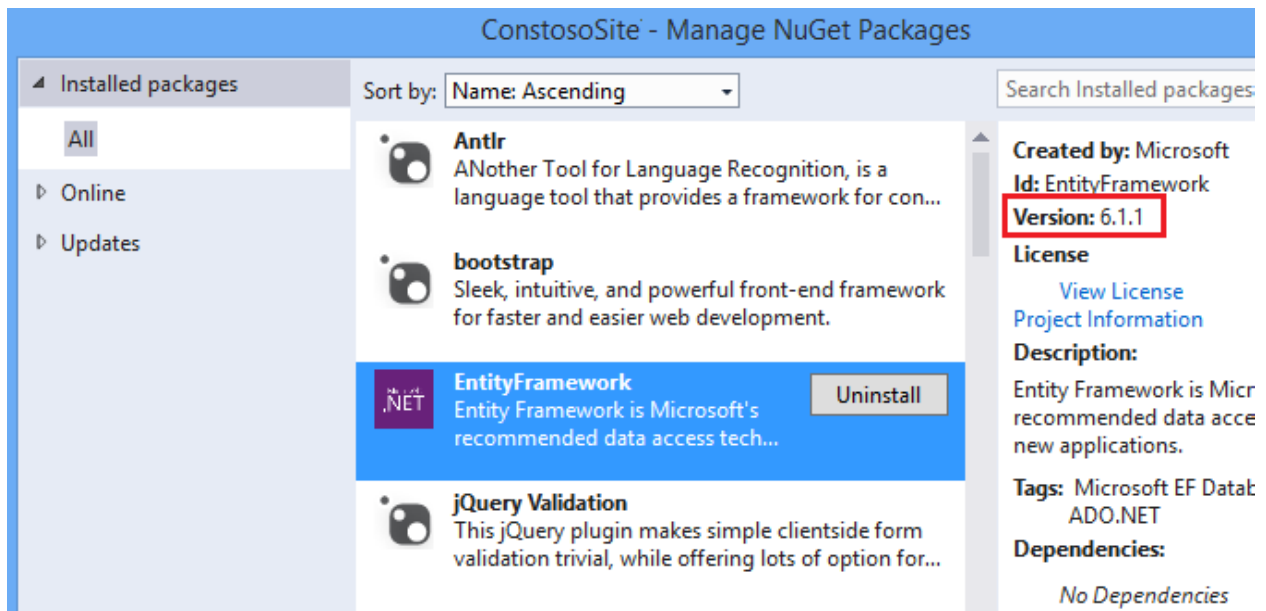 ConstosoSite - Manage NuGet Packages
Installed packages
All
Online
Updates
Sort by: Name: Ascending
Antlr
ANother Tool for Language Recognition, is a
language tool that provides a framework for con...
bootstrap
Sleek, intuitive, and powerful front-end framework
for faster and easier web development.
.NET
EntityFramework
Entity Framework is Microsoft's
recommended data access tech...
Uninstall
jQuery Validation
This jQuery plugin makes simple clientside form
validation trivial, while offering lots of option for...
Search Installed packages
Created by: Microsoft
Id: EntityFramework
Version: 6.1.1
License
View License
Project Information
Description:
Entity Framework is Micr
recommended data acce
new applications.
Tags: Microsoft EF Datab
ADO.NET
Dependencies:
No Dependencies